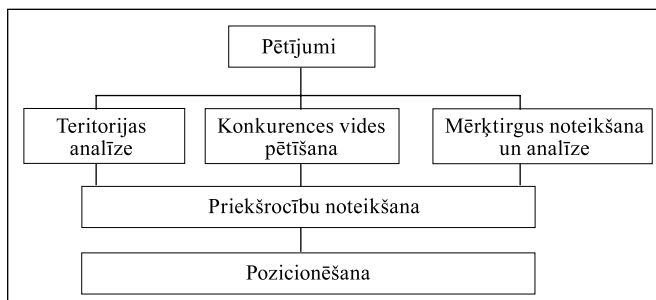 Pētījumi
Teritorijas
analīze
Konkurences vides
pētīšana
Mērķtirgus noteikšana
un analīze
Priekšrocību noteikšana
Pozicionēšana